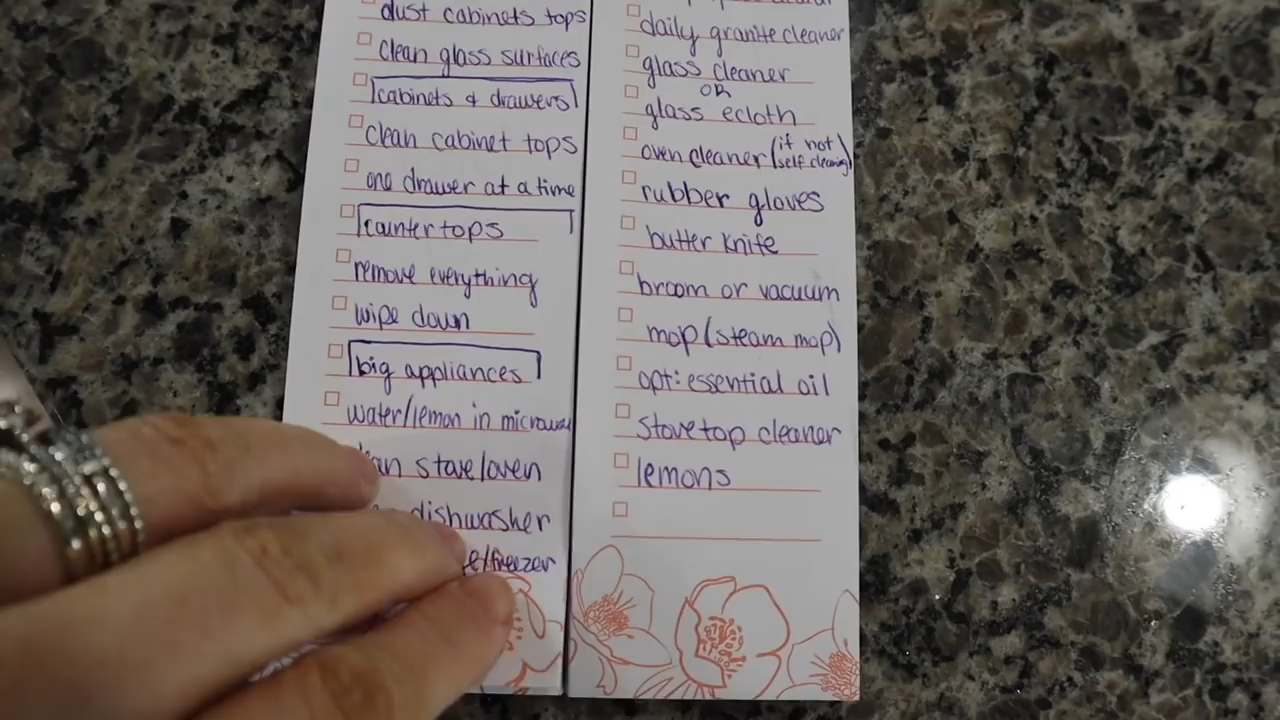 dust cabinets tops
clean glass surfaces
cabinets & drawers
clean cabinet tops
one drawer at a time
countertops
remove everything
wipe down
big appliances
water/lemon in
stove/oven
dishwasher
/freezer
daily granite cleaner
glass cleaner
OR
glass ecloth
oven cleaner (if not
self cleaning)
rubber gloves
butter knife
broom or vacuum
mop (steam mop)
opt: essential oil
stovetop cleaner
lemons